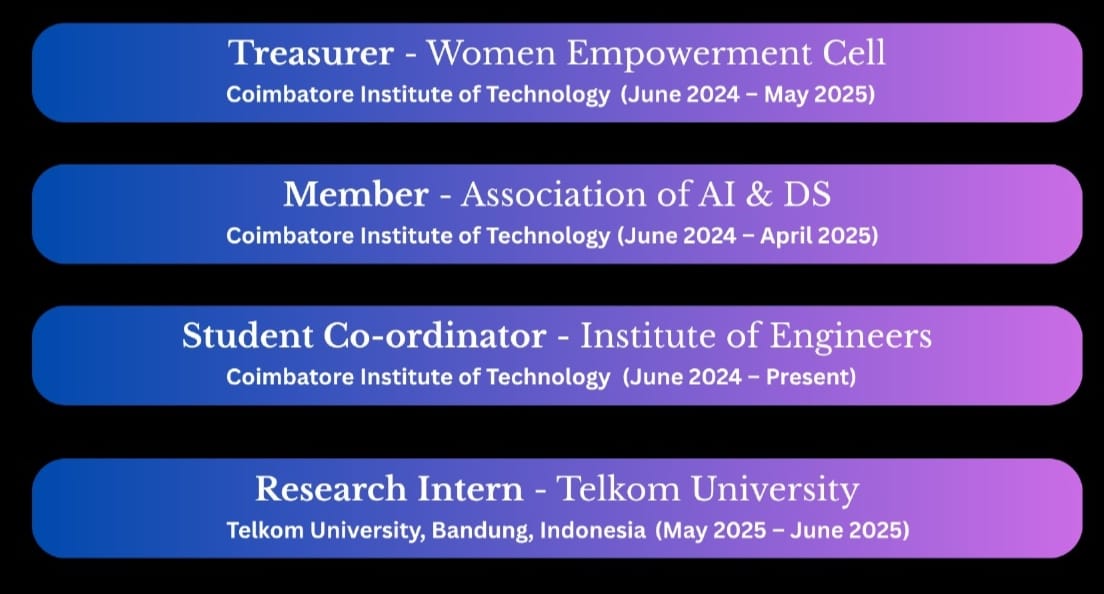 Treasurer - Women Empowerment Cell
Coimbatore Institute of Technology (June 2024 – May 2025)
Member - Association of AI & DS
Coimbatore Institute of Technology (June 2024 – April 2025)
Student Co-ordinator - Institute of Engineers
Coimbatore Institute of Technology (June 2024 – Present)
Research Intern - Telkom University
Telkom University, Bandung, Indonesia (May 2025 – June 2025)